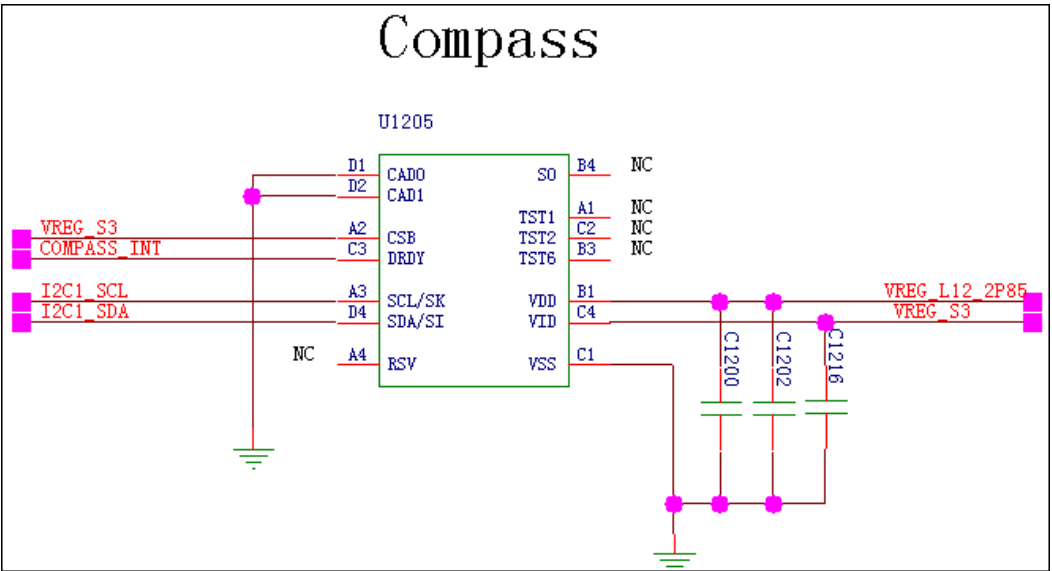 Compass
U1205
D1 CAD0 SO B4 NC
D2 CAD1
TST1 A1 NC
VREG_S3 A2 CSB TST2 C2 NC
COMPASS_INT C3 DRDY TST6 B3 NC
I2C1_SCL A3 SCL/SK VDD B1 VREG_L12_2P85
I2C1_SDA D4 SDA/SI VID C4 VREG_S3
NC A4 RSV VSS C1
C1200
C1202
C1216